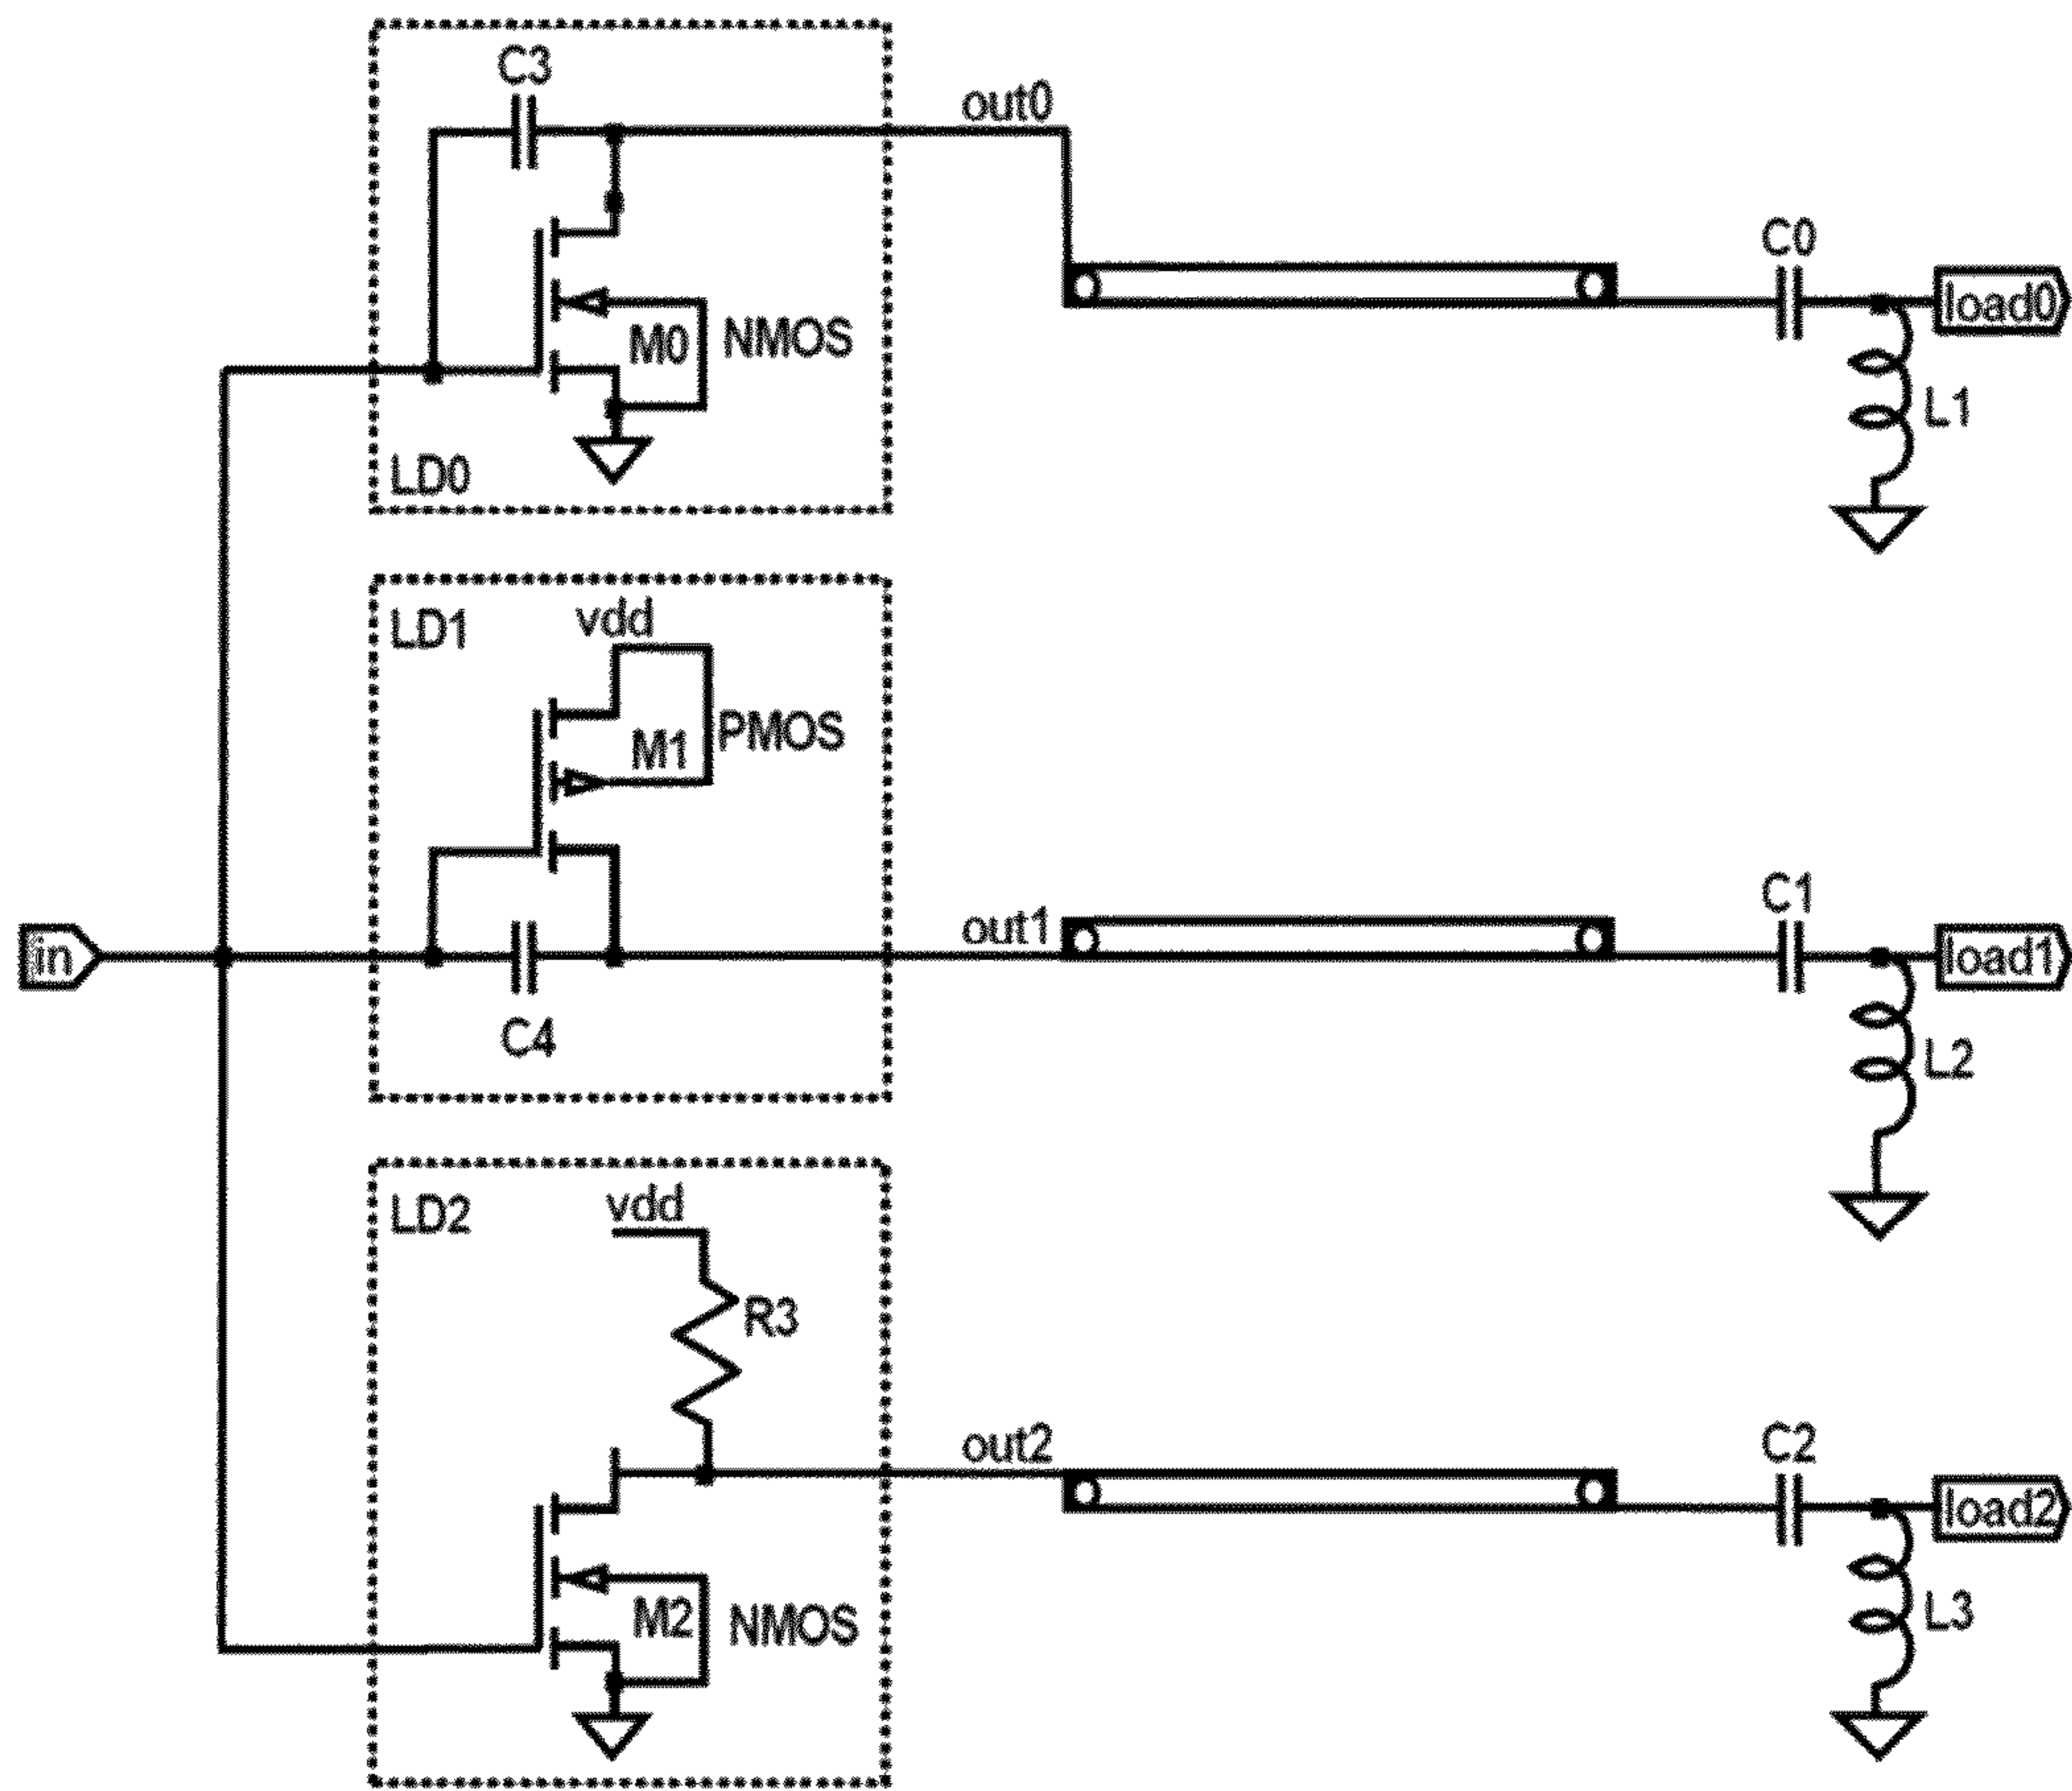 C3
out0
C0
load0
M0
NMOS
L1
LD0
LD1
vdd
M1
PMOS
C1
out1
in
load1
C4
L2
LD2
vdd
R3
out2
C2
load2
M2
NMOS
L3